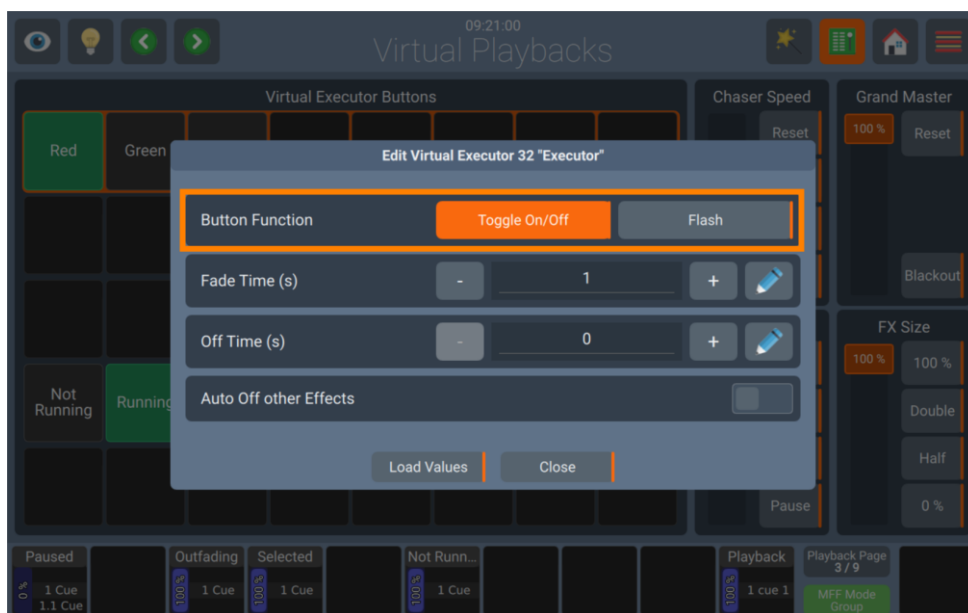 09:21:00
Virtual Playbacks
Virtual Executor Buttons
Chaser Speed
Grand Master
Red
Green
Reset
100 %
Reset
Edit Virtual Executor 32 "Executor"
Button Function
Toggle On/Off
Flash
Fade Time (s)
-
1
+
Blackout
Off Time (s)
-
0
+
FX Size
100 %
100 %
Not
Running
Running
Auto Off other Effects
Double
Load Values
Close
Half
Pause
0 %
Paused
Outfading
Selected
Not Runn...
Playback
Playback Page
3 / 9
0 %
1 Cue
1.1 Cue
100 %
1 Cue
100 %
1 Cue
100 %
1 Cue
100 %
1 cue 1
MFF Mode
Group